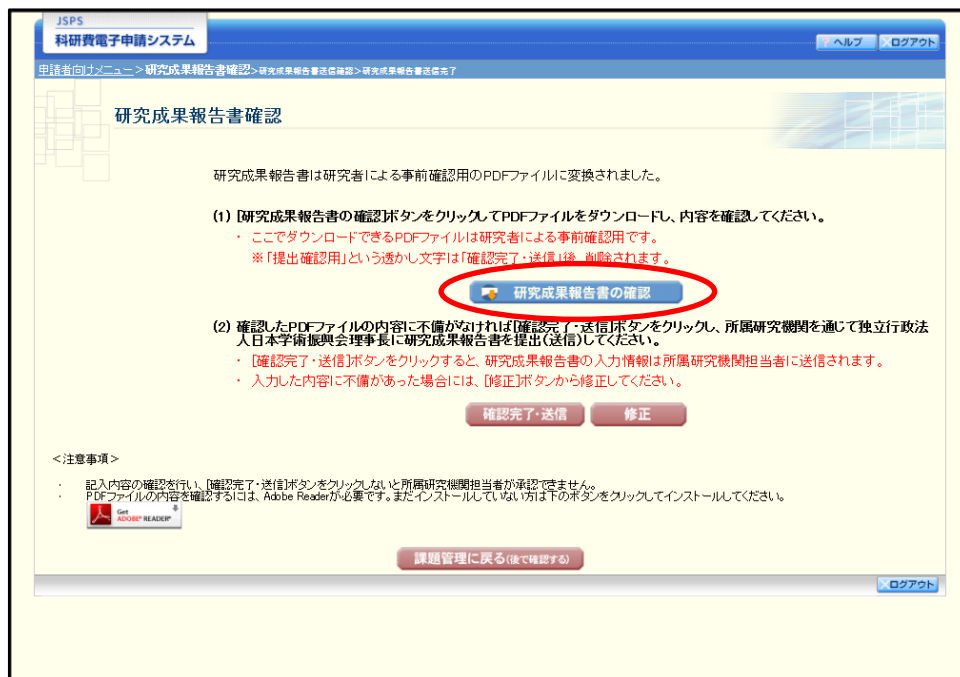 JSPS
科研費電子申請システム
ヘルプ
ログアウト
申請者向けメニュー>研究成果報告書確認>研究成果報告書送信確認>研究成果報告書送信完了
研究成果報告書確認
研究成果報告書は研究者による事前確認用のPDFファイルに変換されました。
(1) [研究成果報告書の確認]ボタンをクリックしてPDFファイルをダウンロードし、内容を確認してください。
・ ここでダウンロードできるPDFファイルは研究者による事前確認用です。
※「提出確認用」という透かし文字は「確認完了・送信」後、削除されます。
研究成果報告書の確認
(2) 確認したPDFファイルの内容に不備がなければ[確認完了・送信]ボタンをクリックし、所属研究機関を通じて独立行政法
人日本学術振興会理事長に研究成果報告書を提出(送信)してください。
・ [確認完了・送信]ボタンをクリックすると、研究成果報告書の入力情報は所属研究機関担当者に送信されます。
・ 入力した内容に不備があった場合には、[修正]ボタンから修正してください。
確認完了・送信
修正
<注意事項>
・ 記入内容の確認を行い、[確認完了・送信]ボタンをクリックしないと所属研究機関担当者が承認できません。
・ PDFファイルの内容を確認するには、Adobe Readerが必要です。まだインストールしていない方は下のボタンをクリックしてインストールしてください。
Get
ADOBE® READER®
課題管理に戻る(後で確認する)
ログアウト